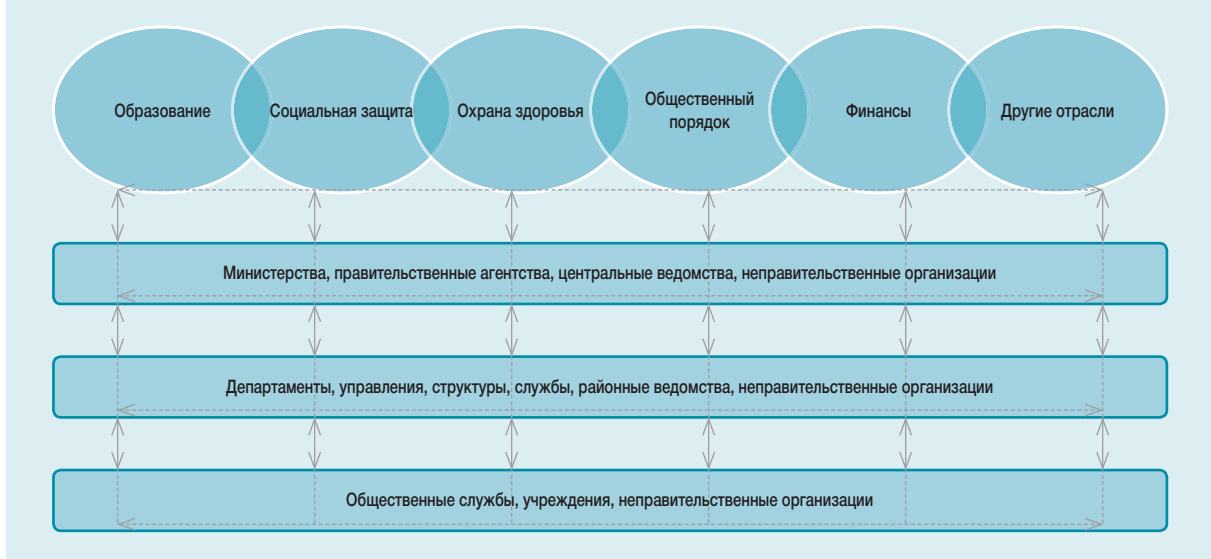 Образование
Социальная защита
Охрана здоровья
Общественный
порядок
Финансы
Другие отрасли
Министерства, правительственные агентства, центральные ведомства, неправительственные организации
Департаменты, управления, структуры, службы, районные ведомства, неправительственные организации
Общественные службы, учреждения, неправительственные организации